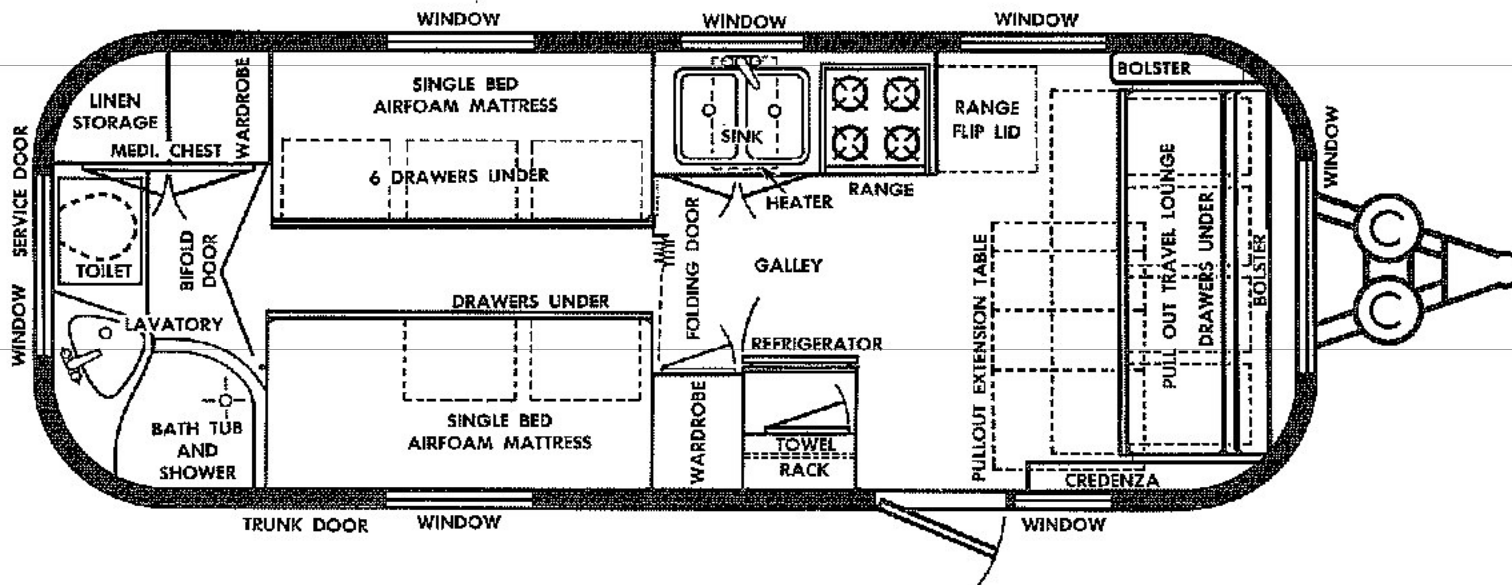 WINDOW
WINDOW
WINDOW
LINEN
STORAGE
WARDROBE
SINGLE BED
AIRFOAM MATTRESS
6 DRAWERS UNDER
MEDI. CHEST
SINK
HEATER
RANGE
RANGE
FLIP LID
BOLSTER
WINDOW
SERVICE DOOR
WINDOW
TOILET
BIFOLD
DOOR
LAVATORY
BATH TUB
AND
SHOWER
DRAWERS UNDER
SINGLE BED
AIRFOAM MATTRESS
FOLDING DOOR
GALLEY
REFRIGERATOR
WARDROBE
TOWEL
RACK
PULLOUT EXTENSION TABLE
PULL OUT TRAVEL LOUNGE
DRAWERS UNDER
BOLSTER
CREDENZA
TRUNK DOOR
WINDOW
WINDOW